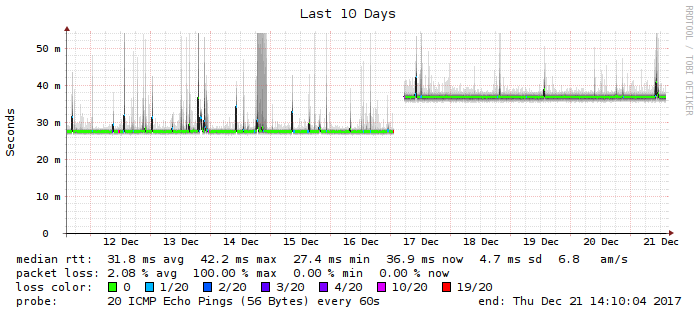 Last 10 Days
RRDTOOL / TOBI OETIKER
Seconds
50 m
40 m
30 m
20 m
10 m
0
12 Dec 13 Dec 14 Dec 15 Dec 16 Dec 17 Dec 18 Dec 19 Dec 20 Dec 21 Dec
median rtt: 31.8 ms avg 42.2 ms max 27.4 ms min 36.9 ms now 4.7 ms sd 6.8 am/s
packet loss: 2.08 % avg 100.00 % max 0.00 % min 0.00 % now
loss color: 0 1/20 2/20 3/20 4/20 10/20 19/20
probe: 20 ICMP Echo Pings (56 Bytes) every 60s end: Thu Dec 21 14:10:04 2017